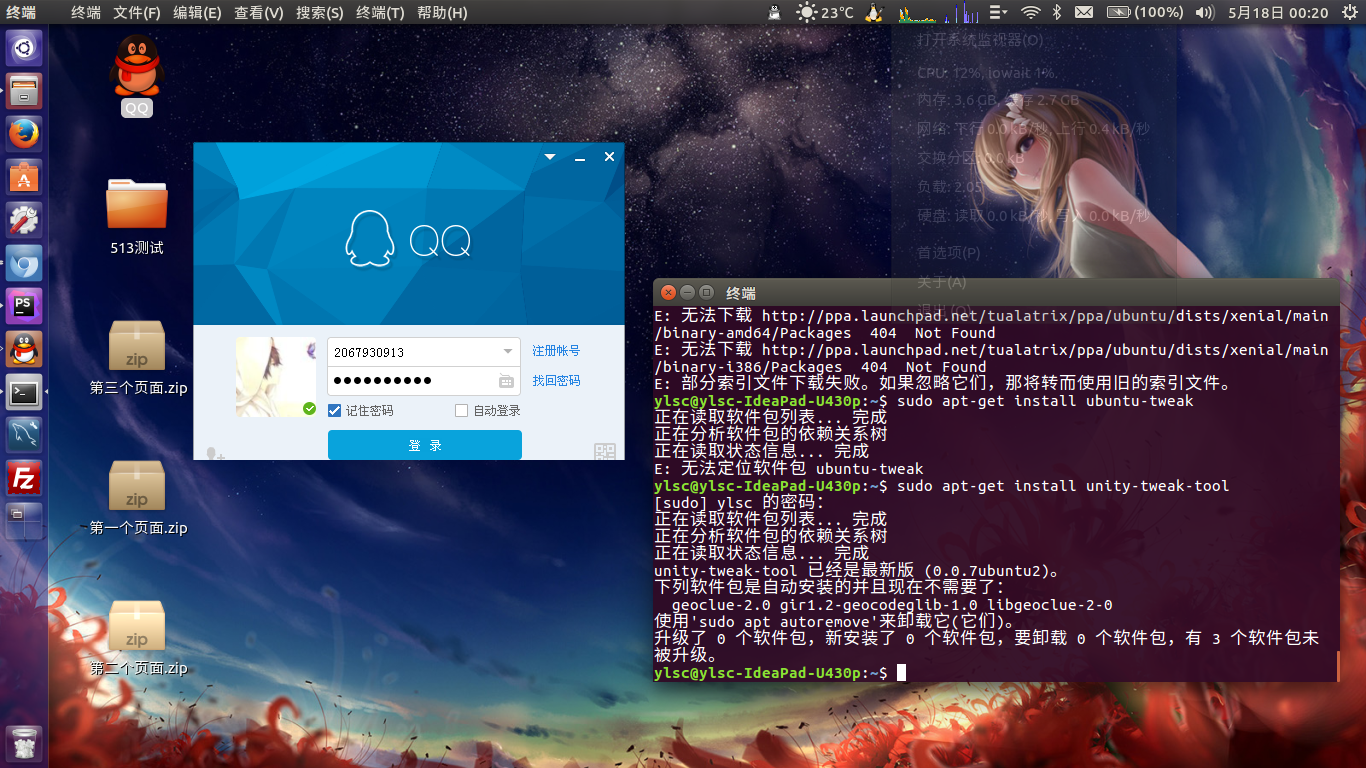 终端 终端 文件(F) 编辑(E) 查看(V) 搜索(S) 终端(T) 帮助(H) 23℃ (100%) 5月18日 00:20
打开系统监视器(O)
CPU: 12%, iowait 1%,
内存: 3.6 GB, 2.7 GB
网络: 下行 0.0 kB/秒, 上行 0.4 kB/秒
交换分区: 0.0 kB
负载: 2.05
硬盘: 读取 0.0 kB/秒, 写入 0.0 kB/秒
首选项(P)
关于(A)
退出(Q)
QQ
513测试
第三个页面.zip
第一个页面.zip
第二个页面.zip
zip
zip
zip
PS
Fz
QQ
2067930913
注册帐号
找回密码
记住密码 自动登录
登 录
终端
E: 无法下载 http://ppa.launchpad.net/tualatrix/ppa/ubuntu/dists/xenial/main
/binary-amd64/Packages  404  Not Found
E: 无法下载 http://ppa.launchpad.net/tualatrix/ppa/ubuntu/dists/xenial/main
/binary-i386/Packages  404  Not Found
E: 部分索引文件下载失败。如果忽略它们，那将转而使用旧的索引文件。
ylsc@ylsc-IdeaPad-U430p:~$ sudo apt-get install ubuntu-tweak
正在读取软件包列表... 完成
正在分析软件包的依赖关系树
正在读取状态信息... 完成
E: 无法定位软件包 ubuntu-tweak
ylsc@ylsc-IdeaPad-U430p:~$ sudo apt-get install unity-tweak-tool
[sudo] ylsc 的密码：
正在读取软件包列表... 完成
正在分析软件包的依赖关系树
正在读取状态信息... 完成
unity-tweak-tool 已经是最新版 (0.0.7ubuntu2)。
下列软件包是自动安装的并且现在不需要了：
  geoclue-2.0 gir1.2-geocodeglib-1.0 libgeoclue-2-0
使用'sudo apt autoremove'来卸载它(它们)。
升级了 0 个软件包，新安装了 0 个软件包，要卸载 0 个软件包，有 3 个软件包未
被升级。
ylsc@ylsc-IdeaPad-U430p:~$